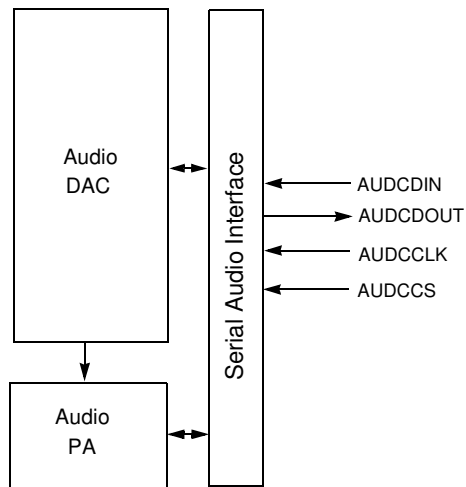 Audio
DAC
Serial Audio Interface
AUDCDIN
AUDCDOUT
AUDCCLK
AUDCCS
Audio
PA